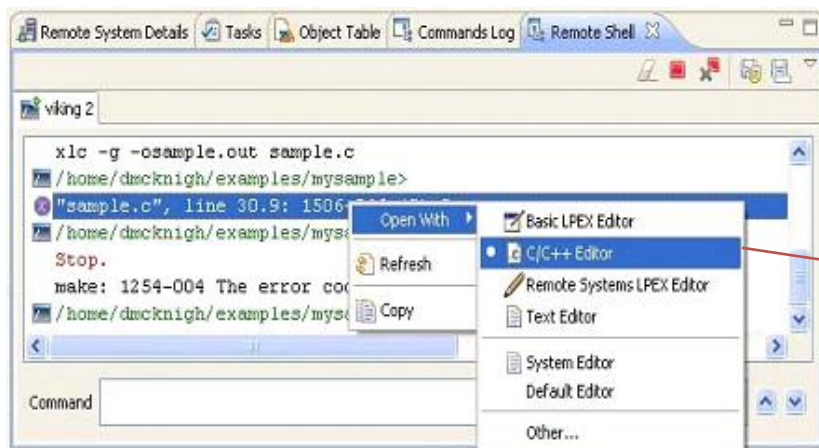 Remote System Details Tasks Object Table Commands Log Remote Shell
viking 2
xlc -g -osample.out sample.c
/home/dmcknigh/examples/mysample>
"sample.c", line 30.9: 1506-
/home/dmcknigh/examples/mysa
Stop.
make: 1254-004 The error co
/home/dmcknigh/examples/mysa
Open With
Refresh
Copy
Basic LPEX Editor
C/C++ Editor
Remote Systems LPEX Editor
Text Editor
System Editor
Default Editor
Other...
Command